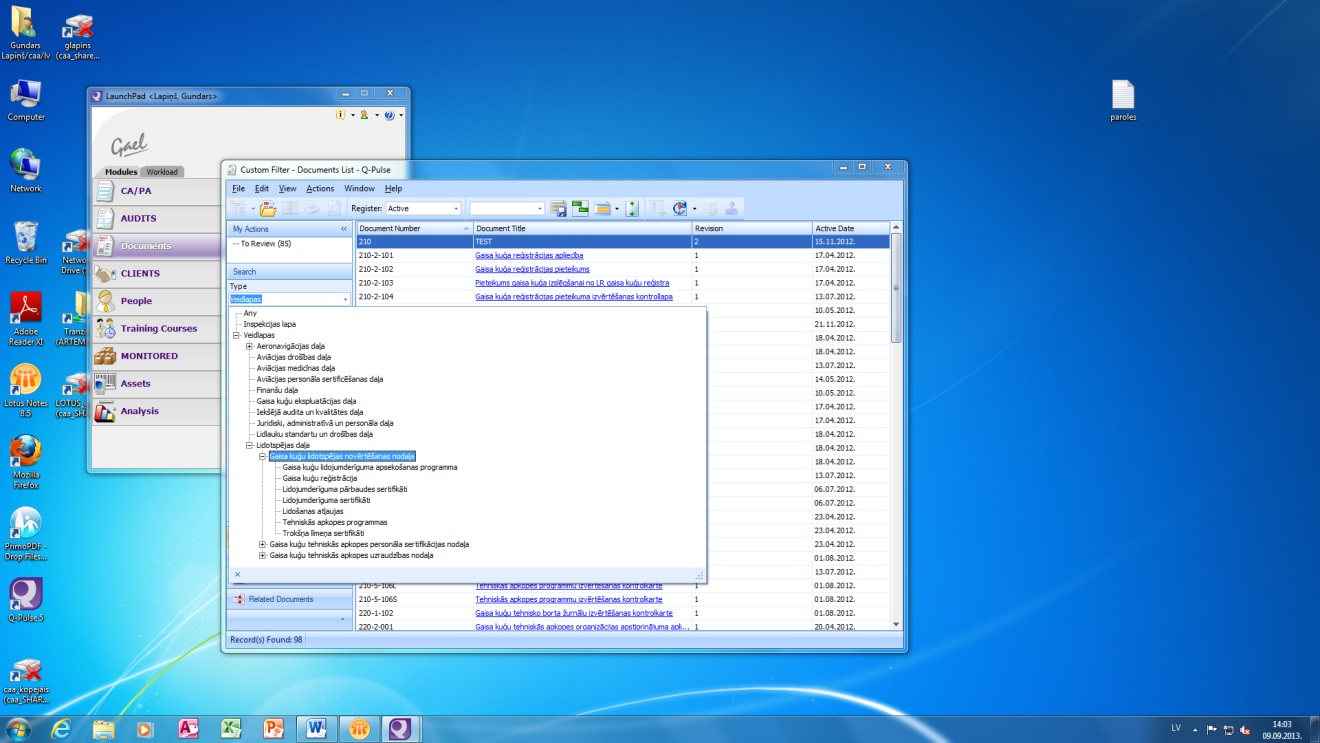 Gundars
Lapiņš/caa/lv
glapins
(caa_share...
Computer
Network
Recycle Bin
Netwo
Drive (
Adobe
Reader XI
Tranzi
(ARTEM
Lotus Notes
8.5
LOTUS_
(caa_SHA
Mozilla
Firefox
PrimoPDF -
Drop Files...
Q-Pulse 5
caa_kopejais
(caa_SHAR...
paroles
LaunchPad <Lapiņš, Gundars>
Gael
Modules Workload
CA/PA
AUDITS
Documents
CLIENTS
People
Training Courses
MONITORED
Assets
Analysis
Custom Filter - Documents List - Q-Pulse
File Edit View Actions Window Help
Register: Active
My Actions
To Review (85)
Search
Type
Veidlapas
Document Number Document Title Revision Active Date
210 TEST 2 15.11.2012.
210-2-101 Gaisa kuģa reģistrācijas apliecība 1 17.04.2012.
210-2-102 Gaisa kuģa reģistrācijas pieteikums 1 17.04.2012.
210-2-103 Pieteikums gaisa kuģa izslēgšanai no LR gaisa kuģu reģistra 1 17.04.2012.
210-2-104 Gaisa kuģa reģistrācijas pieteikuma izvērtēšanas kontrollapa 1 13.07.2012.
10.05.2012.
21.11.2012.
18.04.2012.
18.04.2012.
13.07.2012.
14.05.2012.
10.05.2012.
17.04.2012.
17.04.2012.
18.04.2012.
18.04.2012.
18.04.2012.
13.07.2012.
06.07.2012.
06.07.2012.
23.04.2012.
23.04.2012.
23.04.2012.
01.08.2012.
13.07.2012.
Any
Inspekcijas lapa
Veidlapas
Aeronavigācijas daļa
Aviācijas drošības daļa
Aviācijas medicīnas daļa
Aviācijas personāla sertificēšanas daļa
Finanšu daļa
Gaisa kuģu ekspluatācijas daļa
Iekšējā audita un kvalitātes daļa
Juridiski, administratīvā un personāla daļa
Lidlauku standartu un drošības daļa
Lidotspējas daļa
Gaisa kuģu lidotspējas novērtēšanas nodaļa
Gaisa kuģu lidojumderīguma apsekošanas programma
Gaisa kuģu reģistrācija
Lidojumderīguma pārbaudes sertifikāti
Lidojumderīguma sertifikāti
Lidošanas atļaujas
Tehniskās apkopes programmas
Trokšņa līmeņa sertifikāti
Gaisa kuģu tehniskās apkopes personāla sertifikācijas nodaļa
Gaisa kuģu tehniskās apkopes uzraudzības nodaļa
210-5-106L Tehniskās apkopes programmu izvērtēšanas kontrolkarte 1 01.08.2012.
210-5-106S Tehniskās apkopes programmu izvērtēšanas kontrolkarte 1 01.08.2012.
220-1-102 Gaisa kuģu tehnisko borta žurnālu izvērtēšanas kontrolkarte 1 01.08.2012.
220-2-001 Gaisa kuģu tehniskās apkopes organizācijas apstiprinājuma apli... 1 20.04.2012.
Related Documents
Record(s) Found: 98
LV
14:03
09.09.2013.